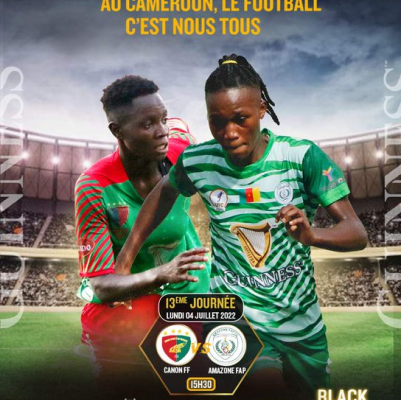 AU CAMEROUN, LE FOOTBALL
C'EST NOUS TOUS
GUINNESS
GUINNESS
GUINNESS
13EME JOURNÉE
LUNDI 04 JUILLET 2022
VS
CANON FF
AMAZONE FAP
15H30
BLACK